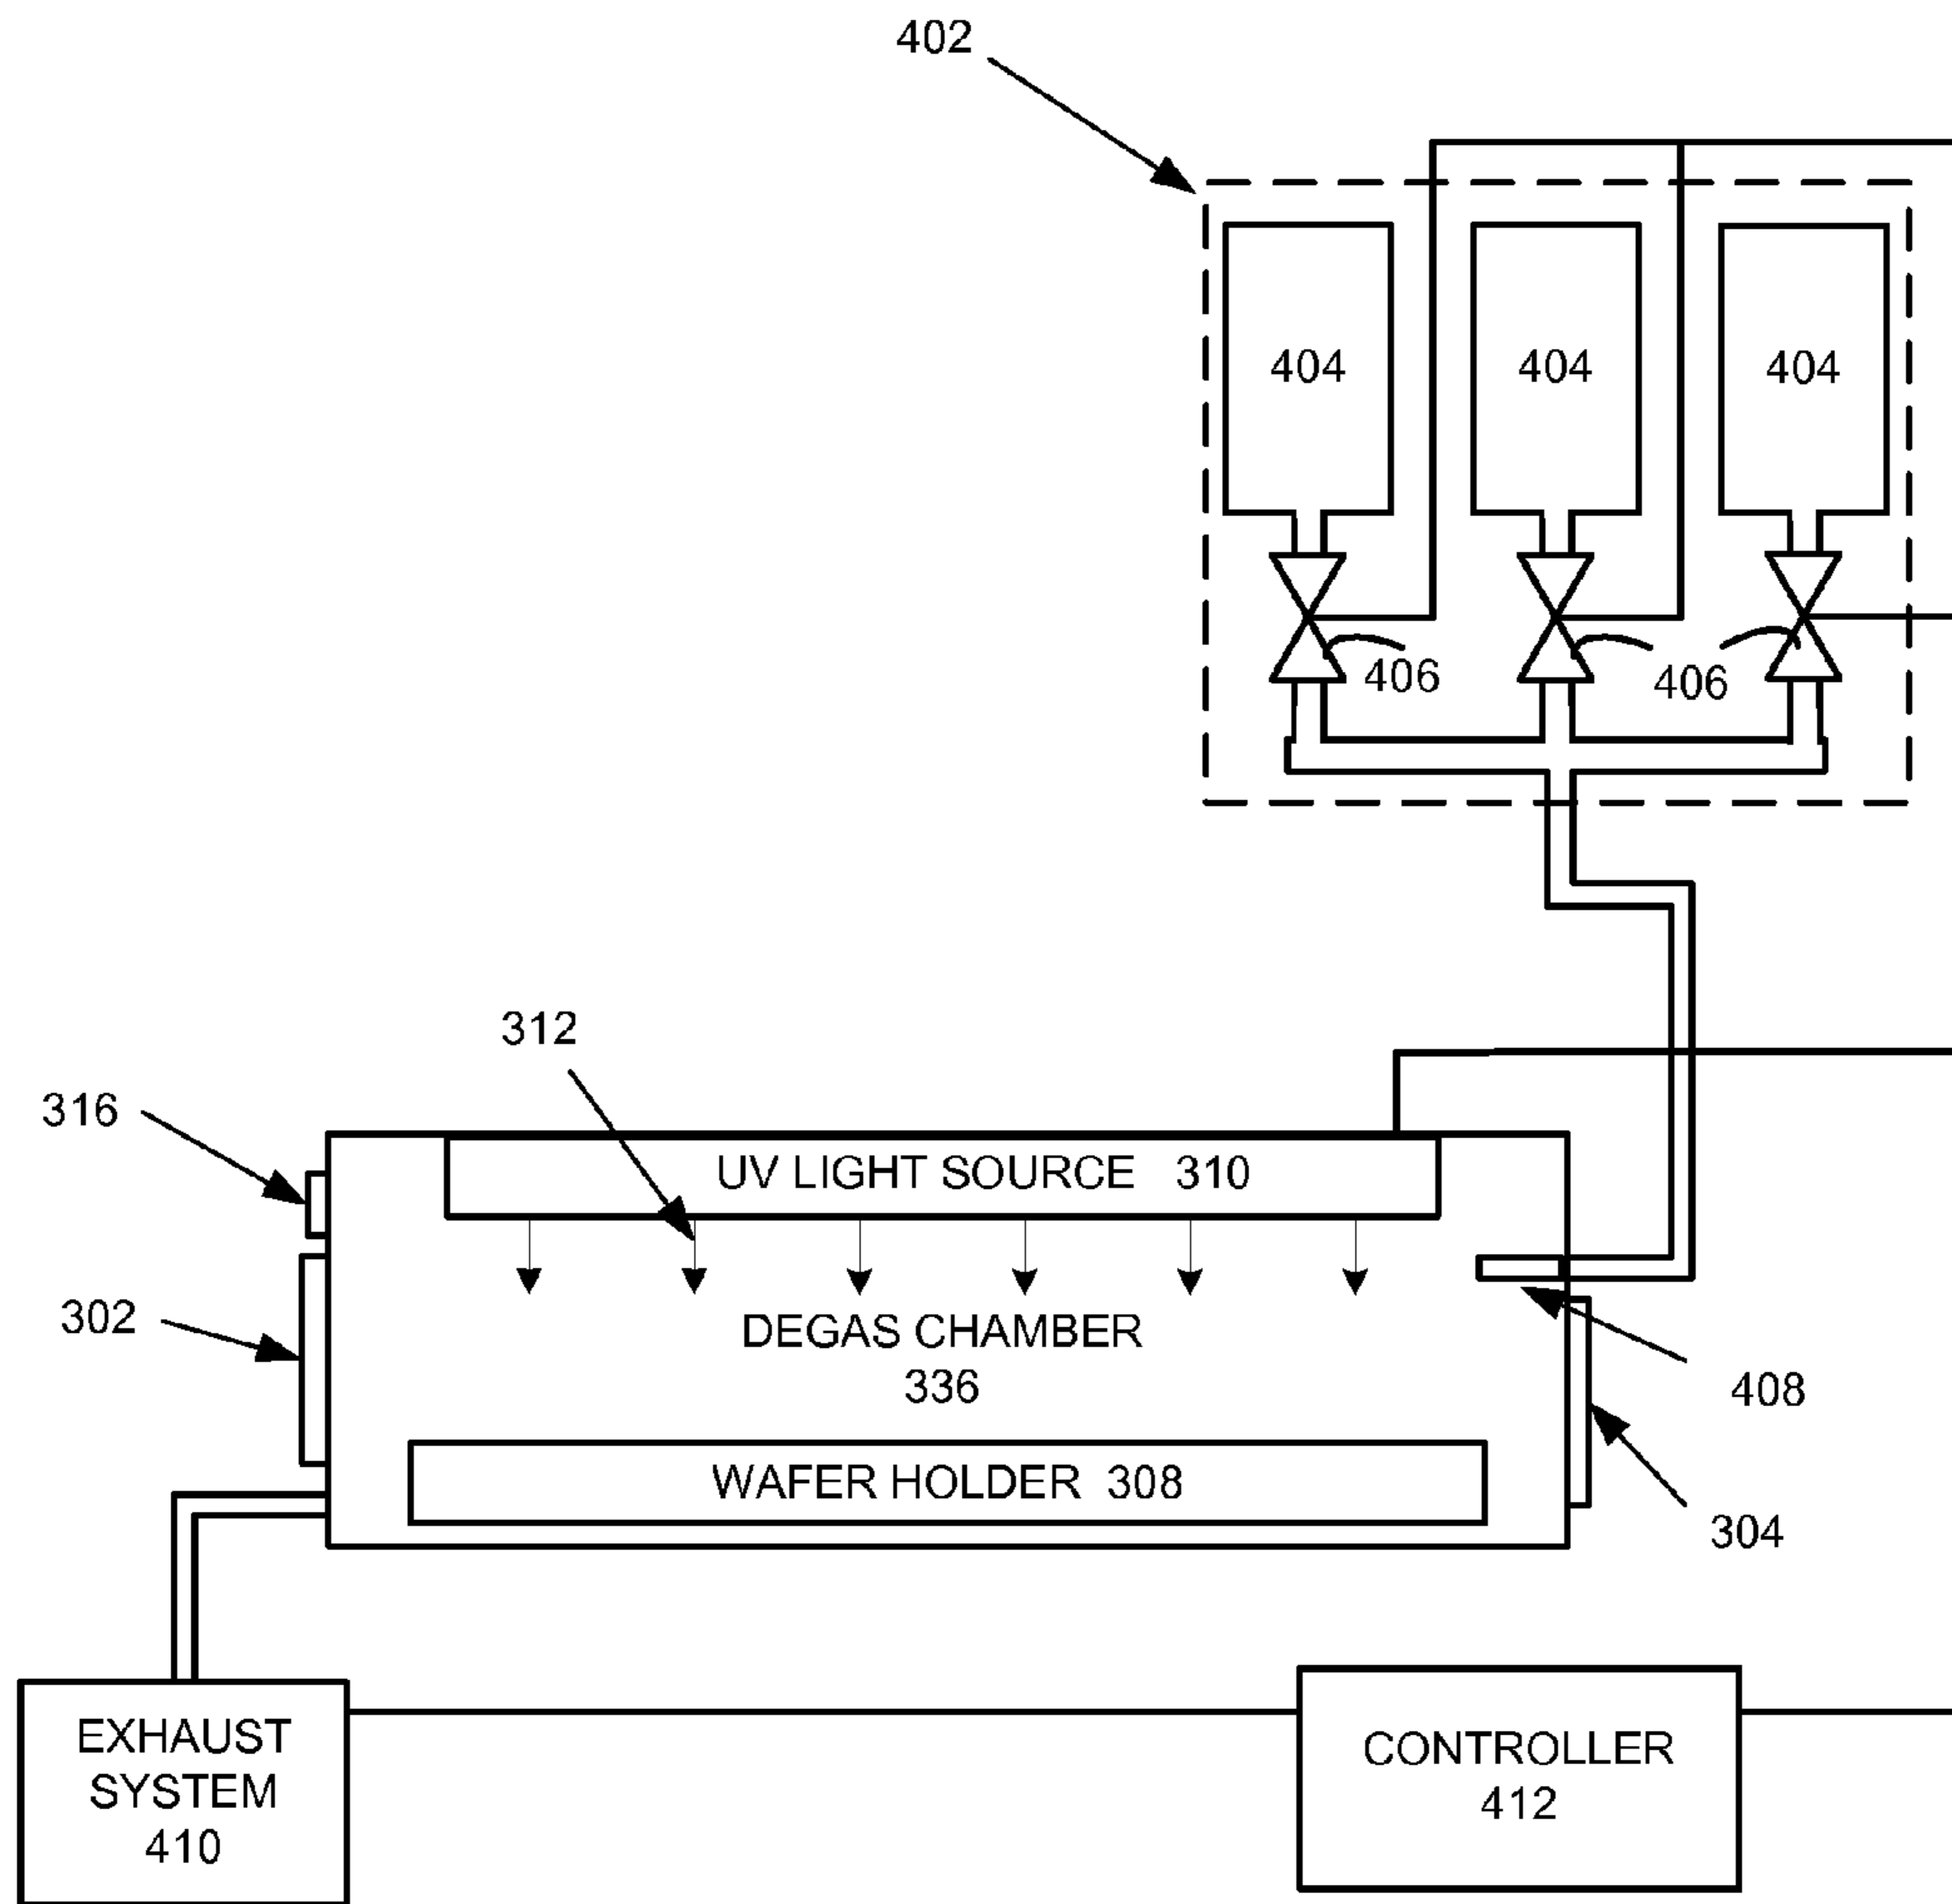 402
404 404 404
406 406
312
316
UV LIGHT SOURCE 310
302
DEGAS CHAMBER
336
408
WAFER HOLDER 308
304
EXHAUST
SYSTEM
410
CONTROLLER
412